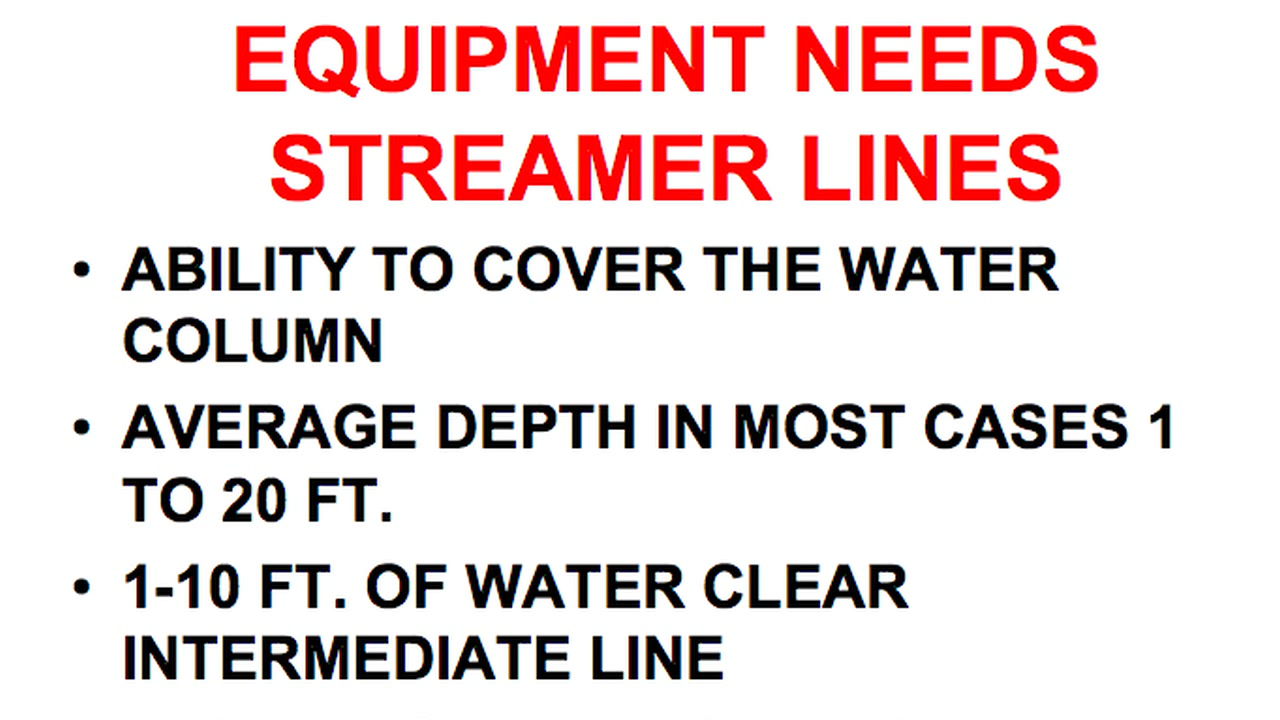 EQUIPMENT NEEDS
STREAMER LINES
• ABILITY TO COVER THE WATER
COLUMN
• AVERAGE DEPTH IN MOST CASES 1
TO 20 FT.
• 1-10 FT. OF WATER CLEAR
INTERMEDIATE LINE